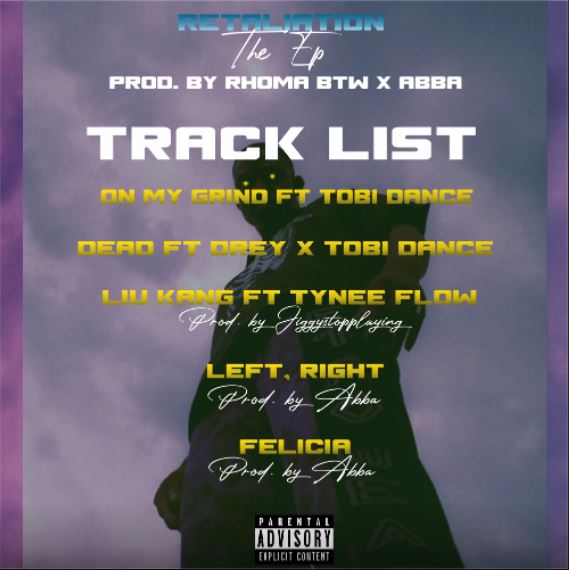 RETALIATION
The Ep
PROD. BY RHOMA BTW X ABBA
TRACK LIST
ON MY GRIND FT TOBI DANCE
DEAD FT DREY X TOBI DANCE
LIU KANG FT TYNEE FLOW
Prod. by Jiggystopplaying
LEFT, RIGHT
Prod. by Abba
FELICIA
Prod. by Abba
PARENTAL
ADVISORY
EXPLICIT CONTENT